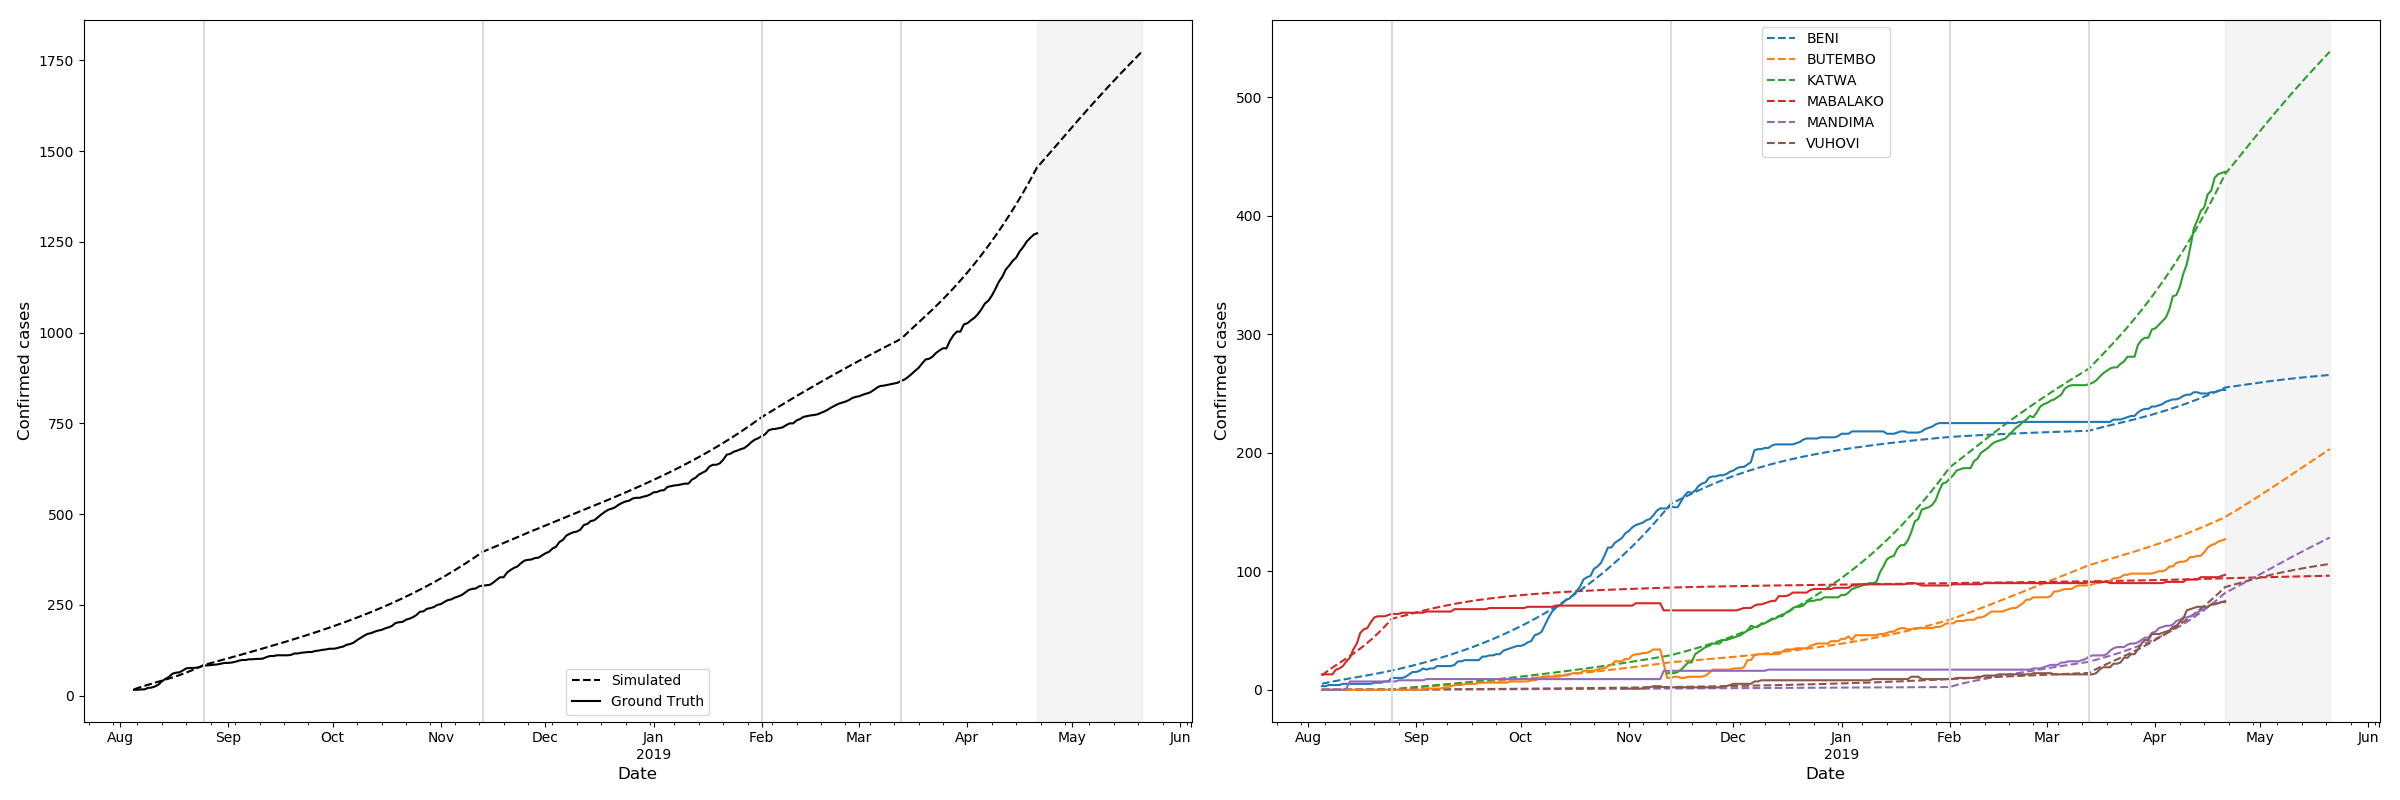 1750
1500
1250
1000
750
500
250
0
Confirmed cases
Simulated
Ground Truth
Aug Sep Oct Nov Dec Jan Feb Mar Apr May Jun
2019
Date
500
400
300
200
100
0
Confirmed cases
BENI
BUTEMBO
KATWA
MABALAKO
MANDIMA
VUHOVI
Aug Sep Oct Nov Dec Jan Feb Mar Apr May Jun
2019
Date